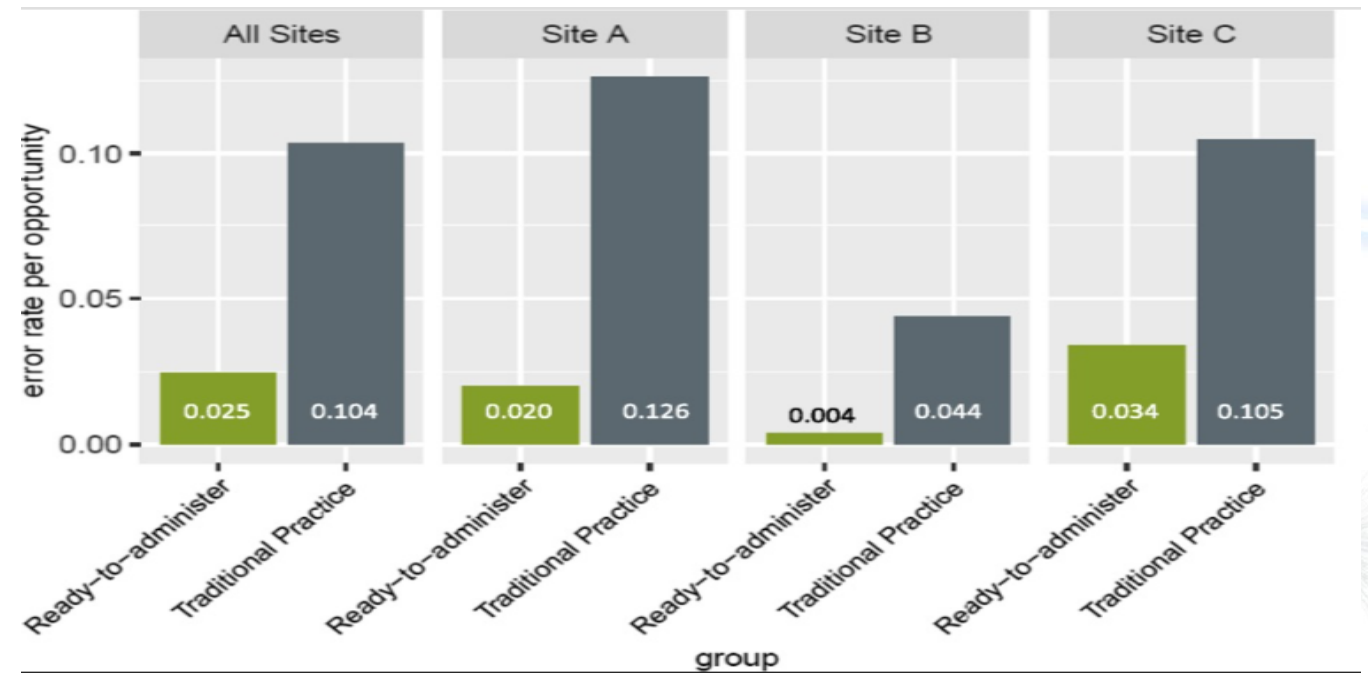 All Sites Site A Site B Site C
error rate per opportunity
0.10
0.05
0.00
0.025 0.104 0.020 0.126 0.004 0.044 0.034 0.105
Ready-to-administer
Traditional Practice
Ready-to-administer
Traditional Practice
Ready-to-administer
Traditional Practice
Ready-to-administer
Traditional Practice
group